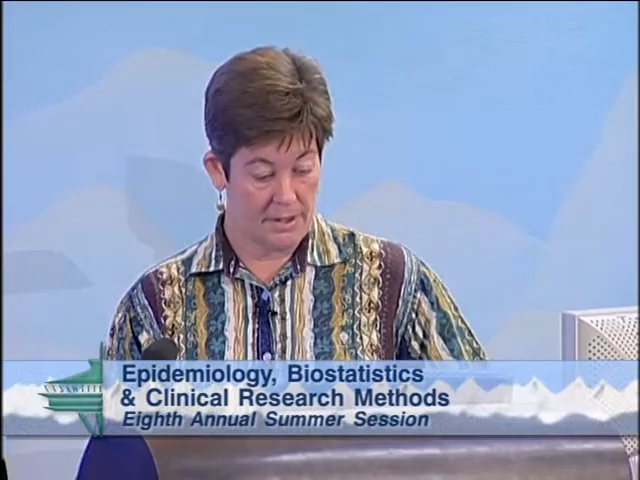 Epidemiology, Biostatistics
& Clinical Research Methods
Eighth Annual Summer Session